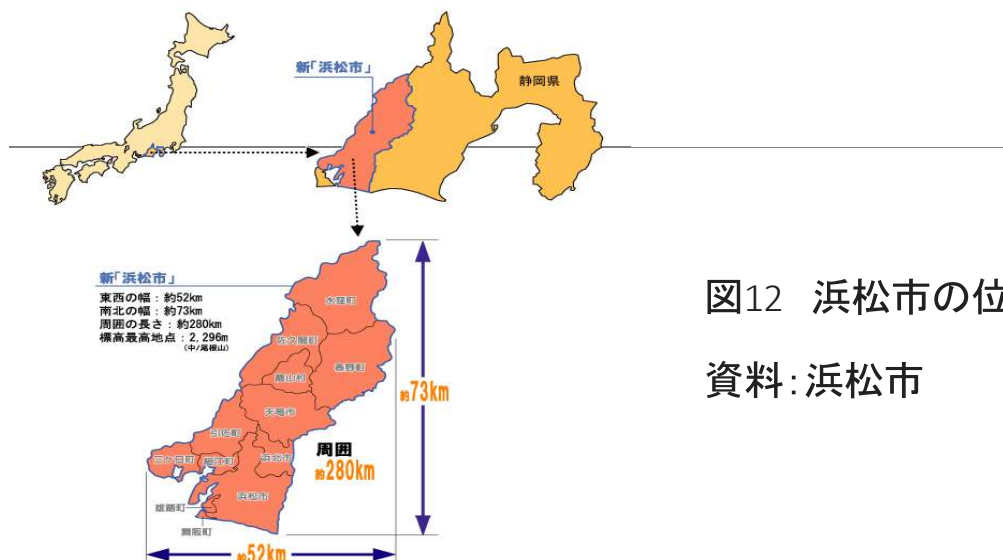 新「浜松市」
静岡県
新「浜松市」
東西の幅：約52km
南北の幅：約73km
周囲の長さ：約280km
標高最高地点：2,296m
(中ノ尾根山)
水窪町
佐久間町
春野町
龍山村
約73km
天竜市
引佐町
周囲
約280km
三ケ日町
細江町
浜北市
浜松市
雄踏町
舞阪町
約52km
図12 浜松市の位
資料：浜松市